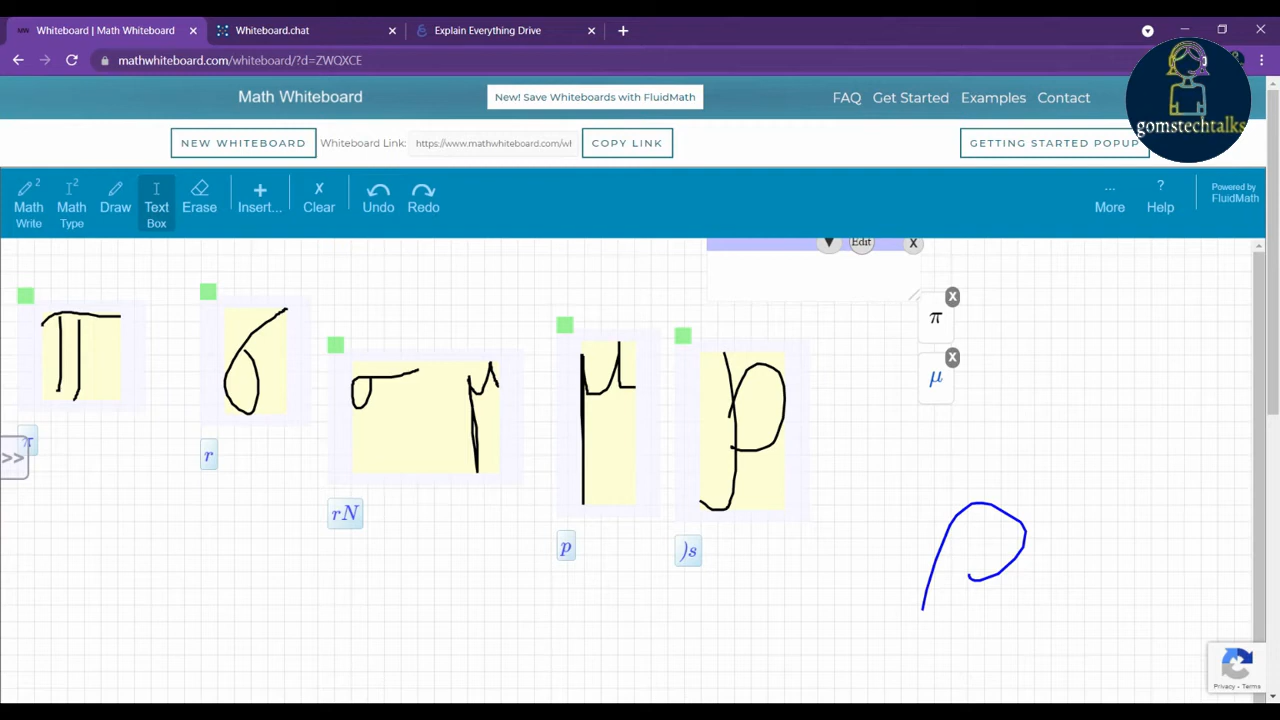 Whiteboard | Math Whiteboard
Whiteboard.chat
Explain Everything Drive
mathwhiteboard.com/whiteboard/?d=ZWQXCE
Math Whiteboard
New! Save Whiteboards with FluidMath
FAQ Get Started Examples Contact
gomstechtalks
NEW WHITEBOARD Whiteboard Link: https://www.mathwhiteboard.com/wl COPY LINK GETTING STARTED POPUP
Math Write
Math Type
Draw
Text Box
Erase
Insert...
Clear
Undo
Redo
More
Help
Powered by FluidMath
Edit
X
X
π
X
μ
π
σ μ
μ
p
π
r
rN
p
)s
>>
Privacy - Terms